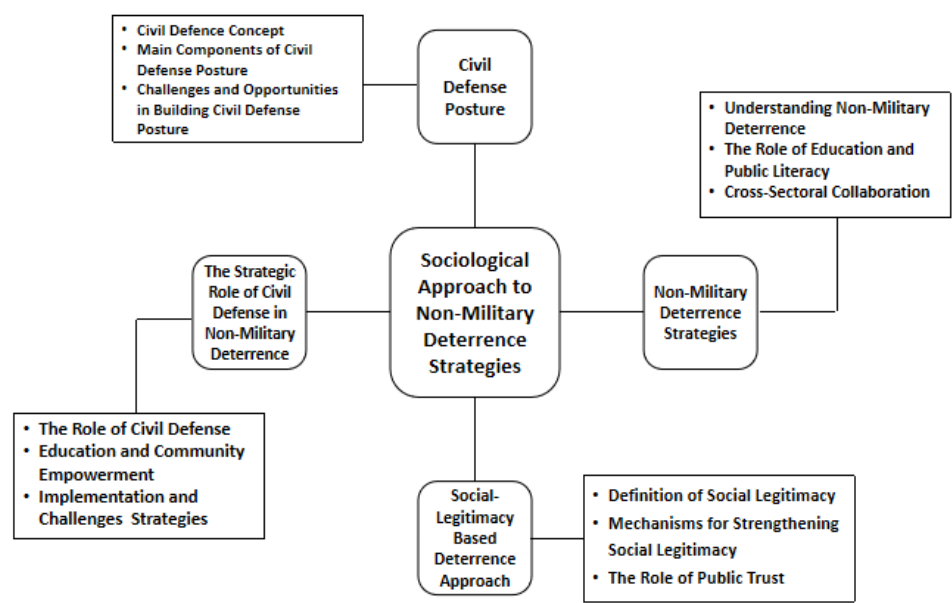 • Civil Defence Concept
• Main Components of Civil
Defense Posture
• Challenges and Opportunities
in Building Civil Defense
Posture
Civil
Defense
Posture
• Understanding Non-Military
Deterrence
• The Role of Education and
Public Literacy
• Cross-Sectoral Collaboration
The Strategic
Role of Civil
Defense in
Non-Military
Deterrence
Sociological
Approach to
Non-Military
Deterrence
Strategies
Non-Military
Deterrence
Strategies
• The Role of Civil Defense
• Education and Community
Empowerment
• Implementation and
Challenges Strategies
Social-
Legitimacy
Based
Deterrence
Approach
• Definition of Social Legitimacy
• Mechanisms for Strengthening
Social Legitimacy
• The Role of Public Trust